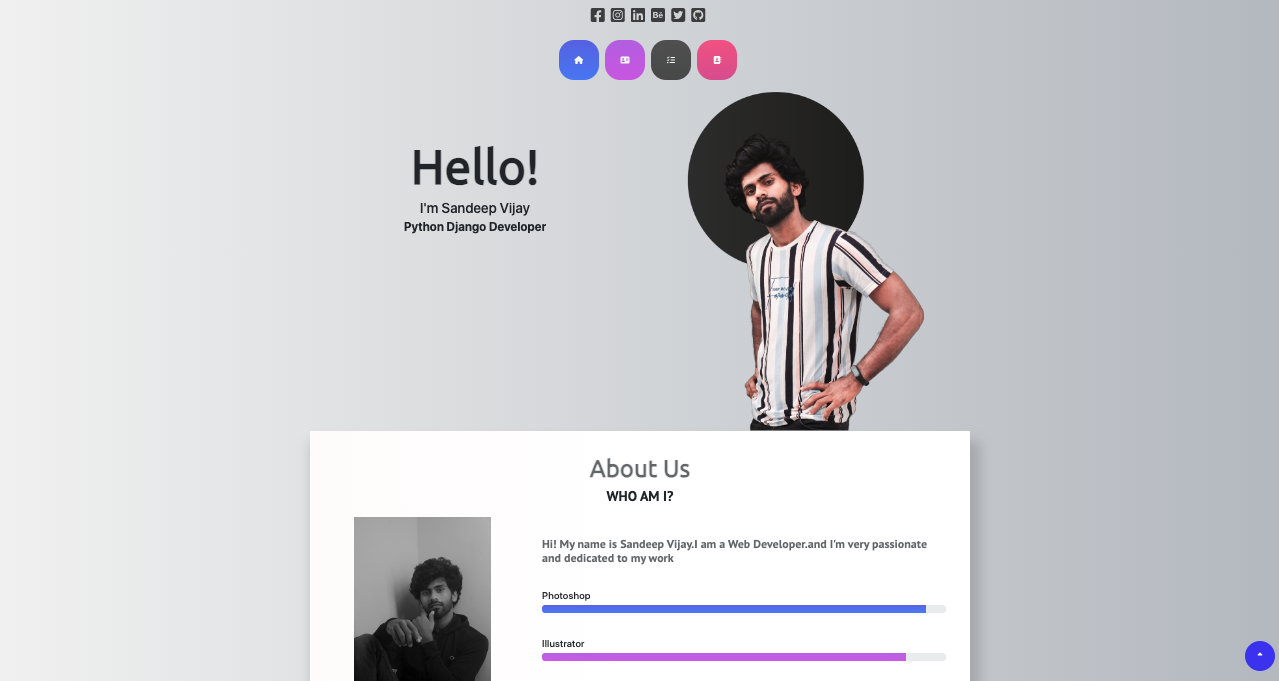 Hello!
I'm Sandeep Vijay
Python Django Developer
About Us
WHO AM I?
Hi! My name is Sandeep Vijay.I am a Web Developer.and I'm very passionate
and dedicated to my work
Photoshop
Illustrator